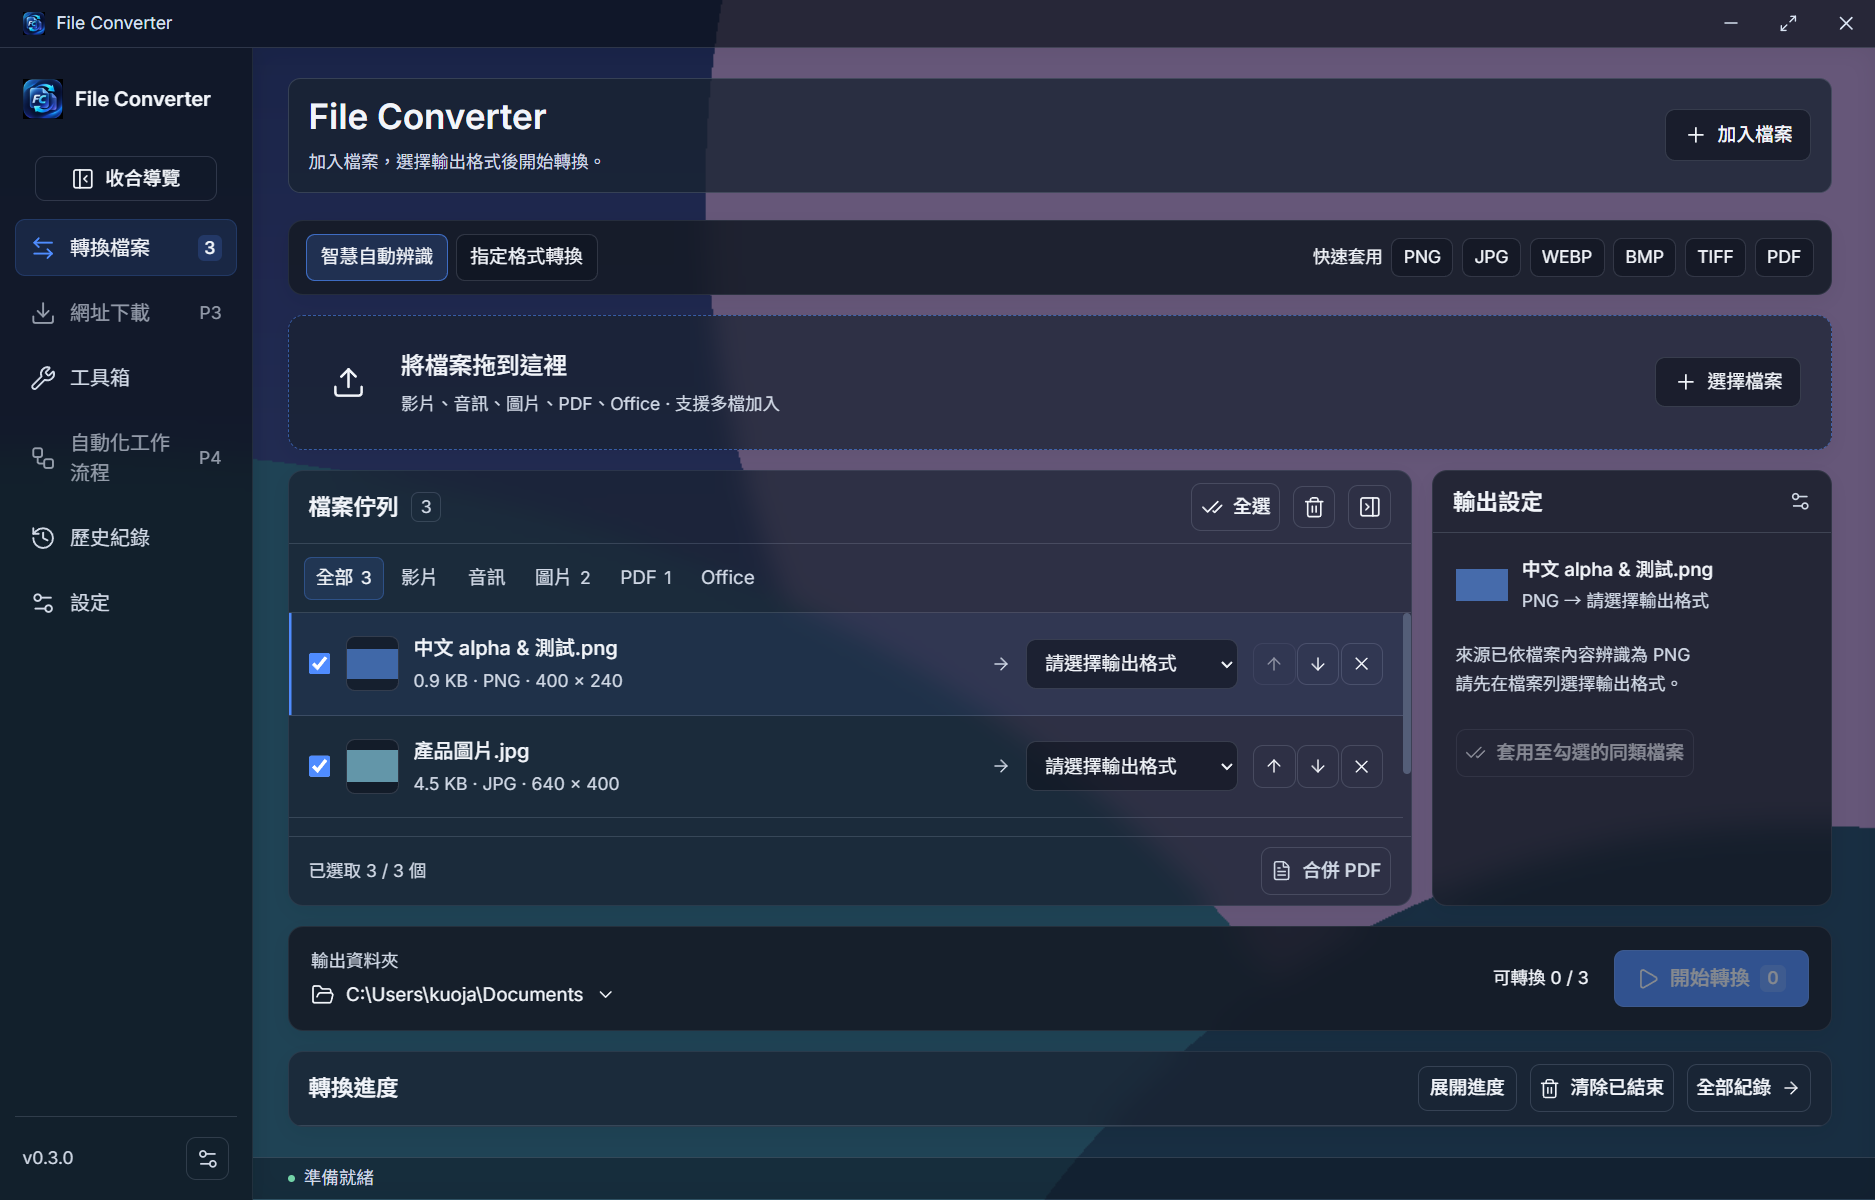 File Converter
File Converter
收合導覽
轉換檔案 3
網址下載 P3
工具箱
自動化工作
流程 P4
歷史紀錄
設定
v0.3.0
File Converter
加入檔案，選擇輸出格式後開始轉換。
加入檔案
智慧自動辨識 指定格式轉換 快速套用 PNG JPG WEBP BMP TIFF PDF
將檔案拖到這裡
影片、音訊、圖片、PDF、Office · 支援多檔加入
選擇檔案
檔案佇列 3 全選
全部 3 影片 音訊 圖片 2 PDF 1 Office
中文 alpha & 測試.png
0.9 KB · PNG · 400 × 240
→ 請選擇輸出格式
產品圖片.jpg
4.5 KB · JPG · 640 × 400
→ 請選擇輸出格式
已選取 3 / 3 個 合併 PDF
輸出設定
中文 alpha & 測試.png
PNG → 請選擇輸出格式
來源已依檔案內容辨識為 PNG
請先在檔案列選擇輸出格式。
套用至勾選的同類檔案
輸出資料夾
C:\Users\kuoja\Documents
可轉換 0 / 3 開始轉換 0
轉換進度 展開進度 清除已結束 全部紀錄 →
準備就緒